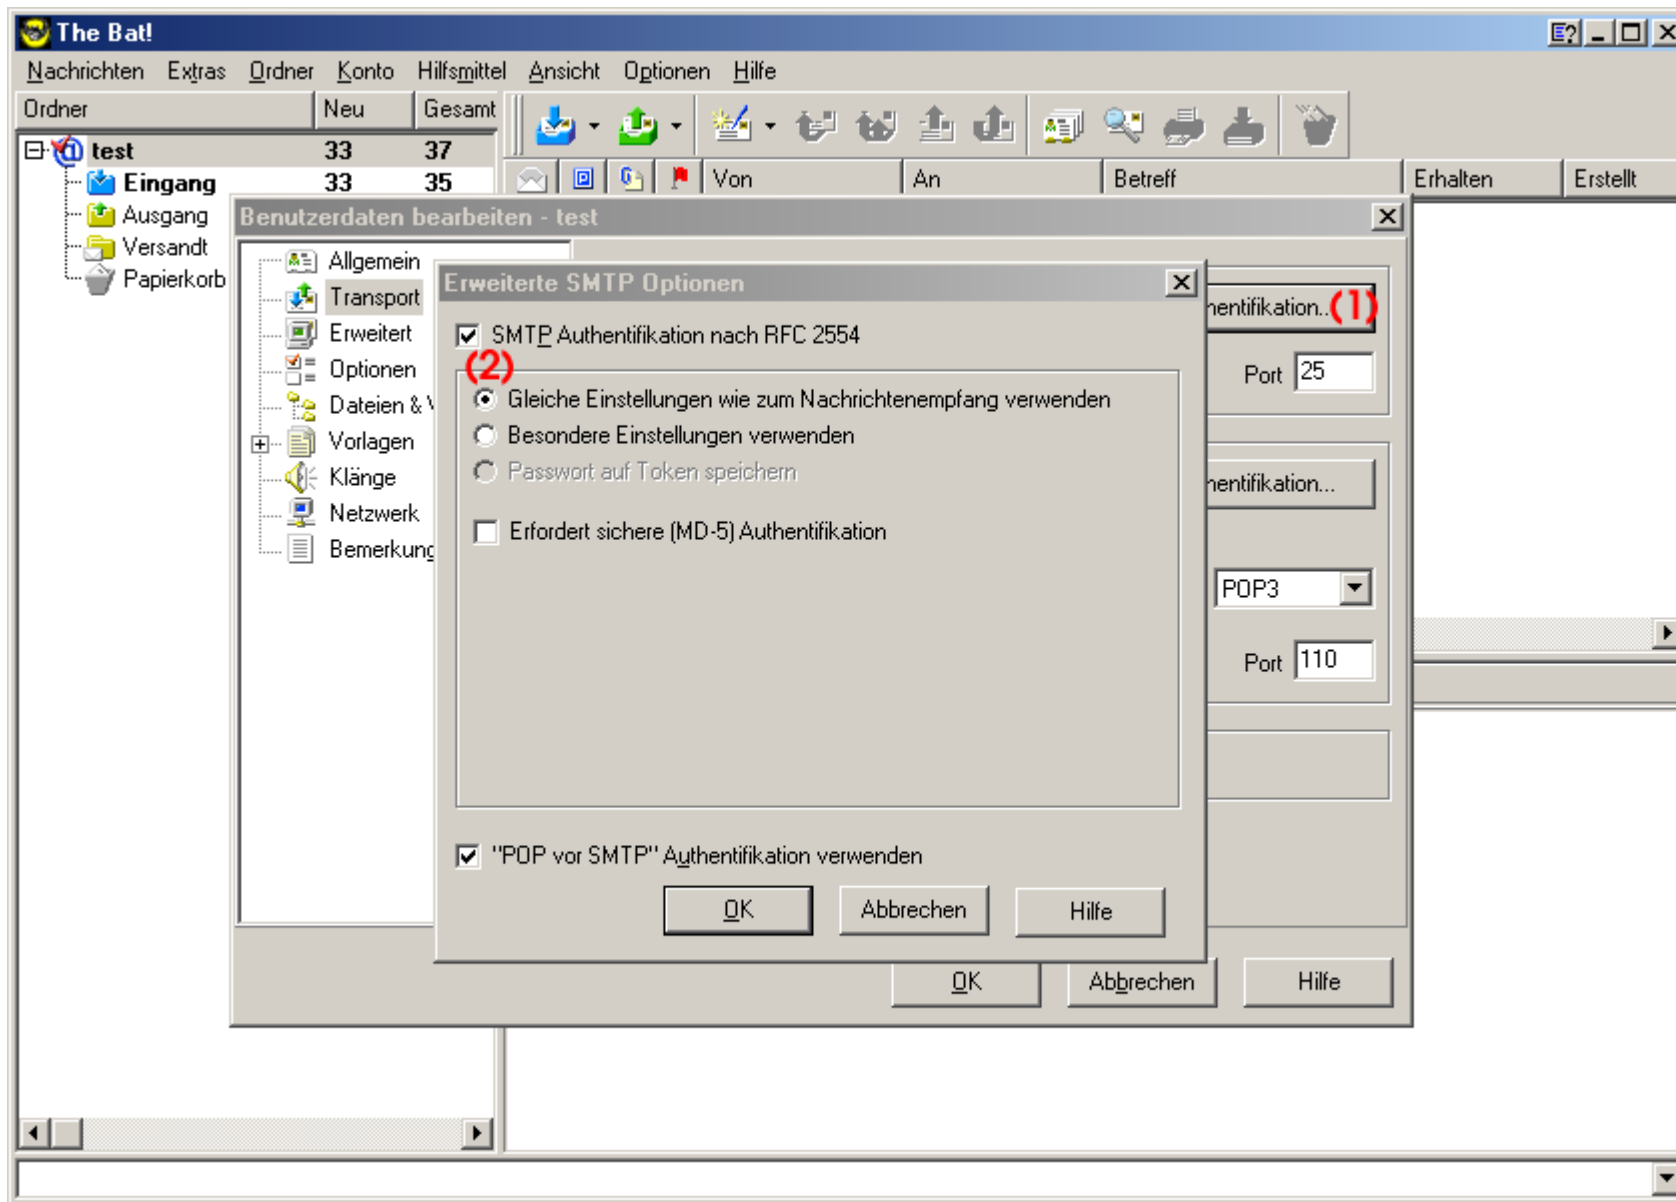 The Bat!
Nachrichten Extras Ordner Konto Hilfsmittel Ansicht Optionen Hilfe
Ordner Neu Gesamt
test 33 37
Von An Betreff Erhalten Erstellt
Eingang 33 35
Ausgang
Versandt
Papierkorb
Benutzerdaten bearbeiten - test
Allgemein
Transport
Erweitert
Optionen
Dateien &
Vorlagen
Klänge
Netzwerk
Bemerkung
Erweiterte SMTP Optionen
SMTP Authentifikation nach RFC 2554
(2)
Gleiche Einstellungen wie zum Nachrichtenempfang verwenden
Besondere Einstellungen verwenden
Passwort auf Token speichern
Erfordert sichere (MD-5) Authentifikation
"POP vor SMTP" Authentifikation verwenden
OK Abbrechen Hilfe
hentifikation... (1)
Port 25
hentifikation...
POP3
Port 110
OK Abbrechen Hilfe